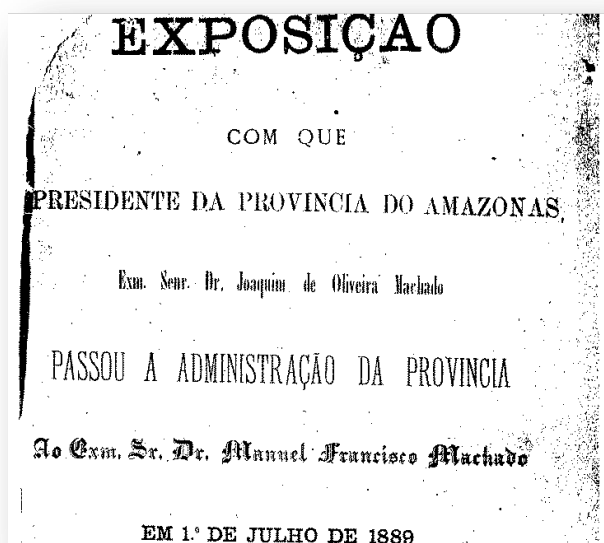 EXPOSIÇÃO
COM QUE
PRESIDENTE DA PROVINCIA DO AMAZONAS,
Exm. Senr. Dr. Joaquim de Oliveira Machado
PASSOU A ADMINISTRAÇÃO DA PROVINCIA
Ao Exm. Sr. Dr. Manuel Francisco Machado
EM 1.º DE JULHO DE 1889